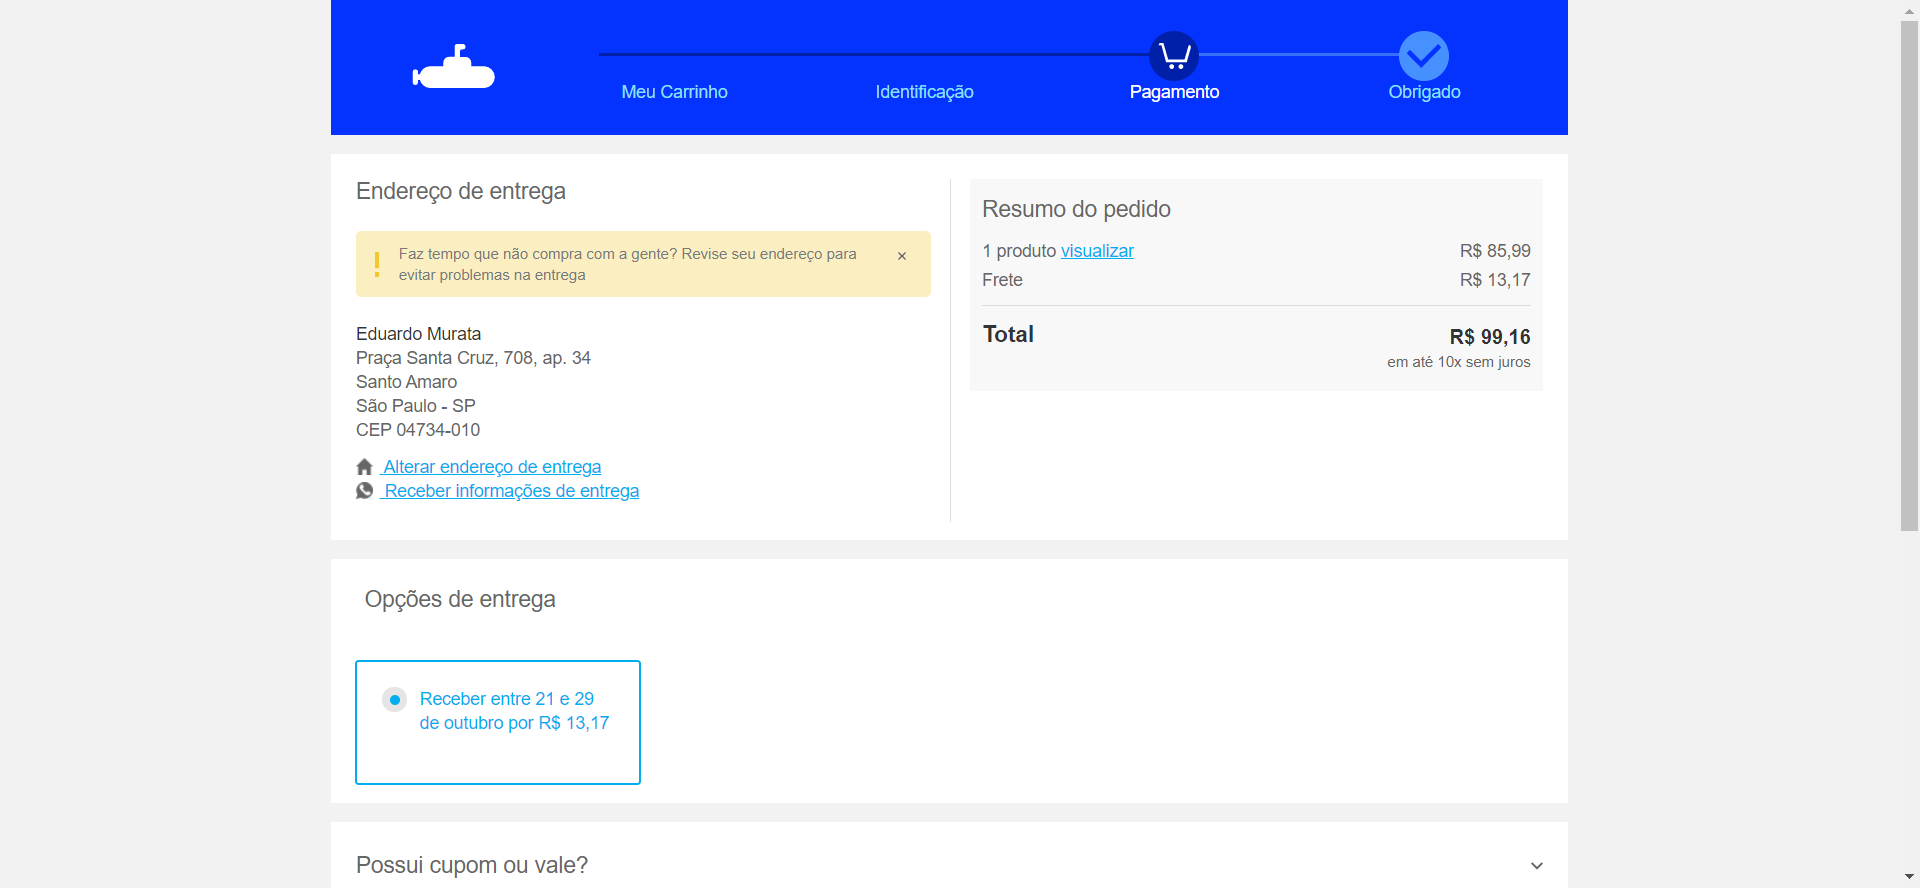 Meu Carrinho
Identificação
Pagamento
Obrigado
Endereço de entrega
Faz tempo que não compra com a gente? Revise seu endereço para
evitar problemas na entrega
×
Eduardo Murata
Praça Santa Cruz, 708, ap. 34
Santo Amaro
São Paulo - SP
CEP 04734-010
Alterar endereço de entrega
Receber informações de entrega
Resumo do pedido
1 produto visualizar R$ 85,99
Frete R$ 13,17
Total R$ 99,16
em até 10x sem juros
Opções de entrega
Receber entre 21 e 29
de outubro por R$ 13,17
Possui cupom ou vale?